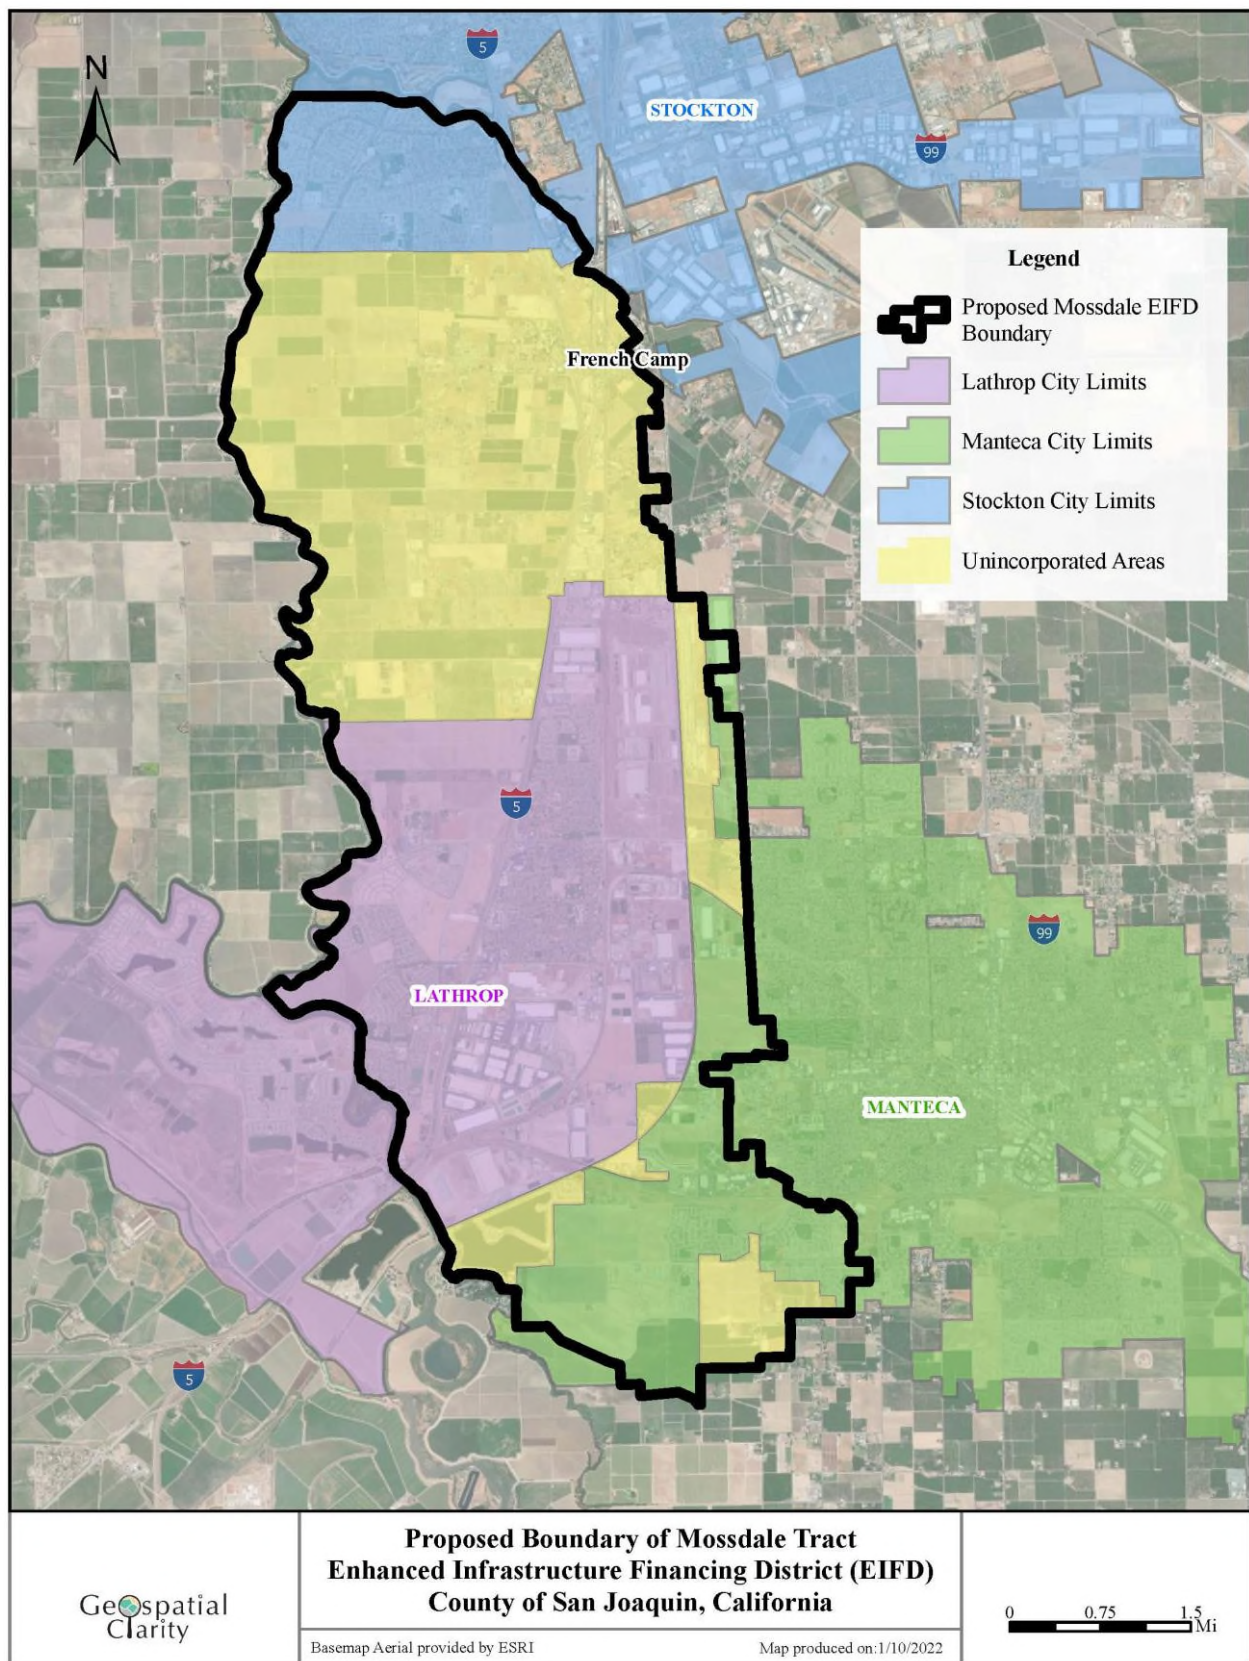 N
5
STOCKTON
99
Legend
Proposed Mossdale EIFD
Boundary
French Camp
Lathrop City Limits
Manteca City Limits
Stockton City Limits
Unincorporated Areas
5
99
LATHROP
MANTECA
5
Proposed Boundary of Mossdale Tract
Enhanced Infrastructure Financing District (EIFD)
County of San Joaquin, California
Geospatial
Clarity
0 0.75 1.5
Mi
Basemap Aerial provided by ESRI
Map produced on:1/10/2022